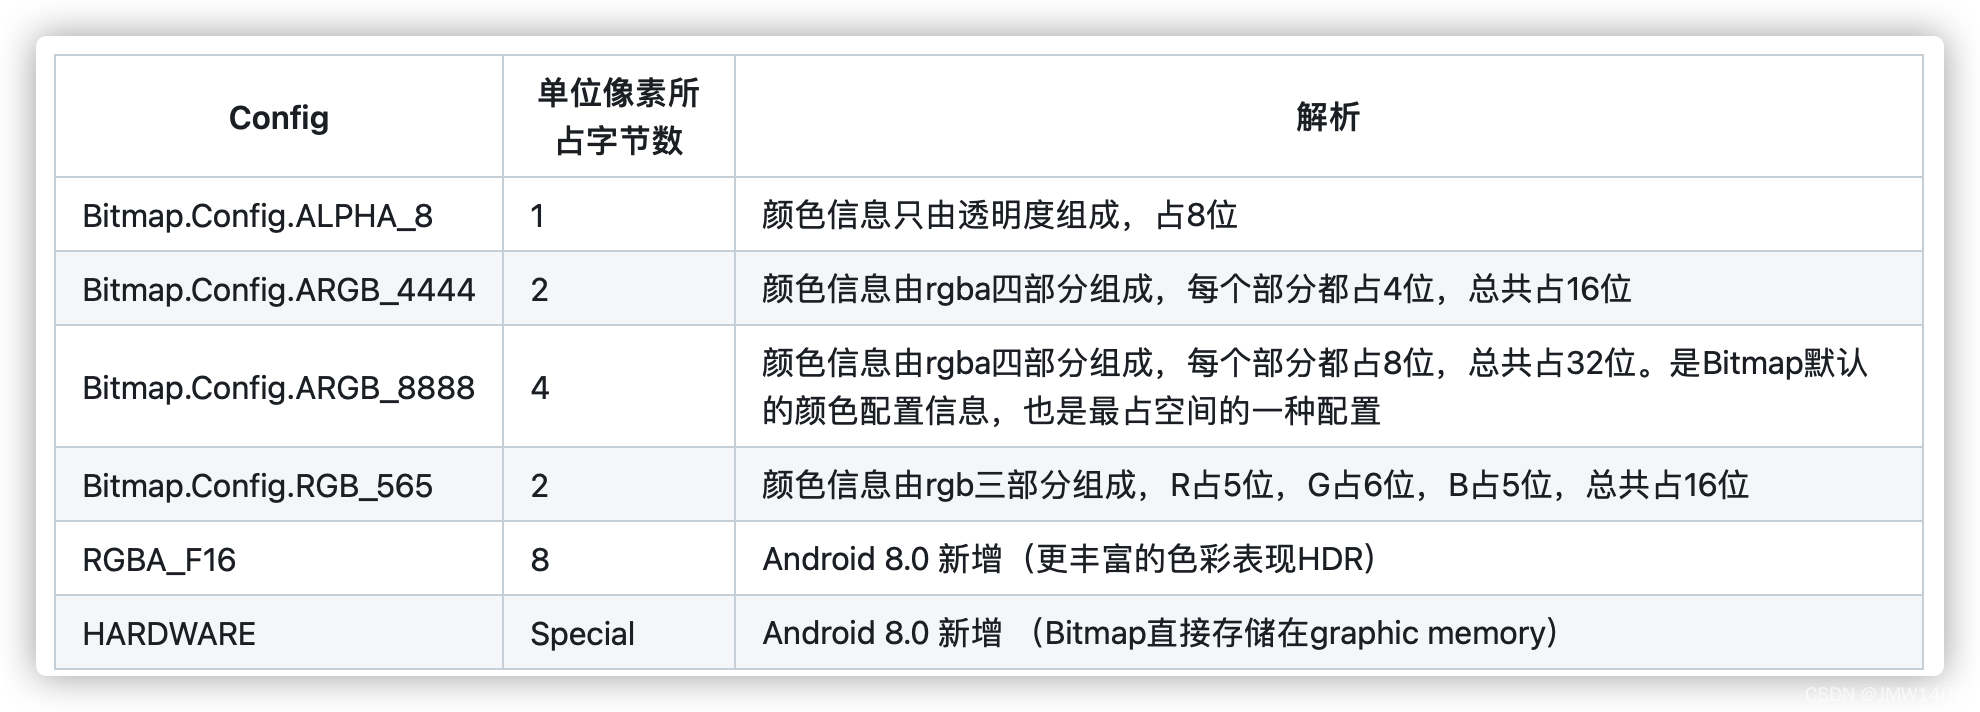 Config
单位像素所
占字节数
解析
Bitmap.Config.ALPHA_8
1
颜色信息只由透明度组成，占8位
Bitmap.Config.ARGB_4444
2
颜色信息由rgba四部分组成，每个部分都占4位，总共占16位
Bitmap.Config.ARGB_8888
4
颜色信息由rgba四部分组成，每个部分都占8位，总共占32位。是Bitmap默认
的颜色配置信息，也是最占空间的一种配置
Bitmap.Config.RGB_565
2
颜色信息由rgb三部分组成，R占5位，G占6位，B占5位，总共占16位
RGBA_F16
8
Android 8.0 新增（更丰富的色彩表现HDR）
HARDWARE
Special
Android 8.0 新增 （Bitmap直接存储在graphic memory）
CSDN